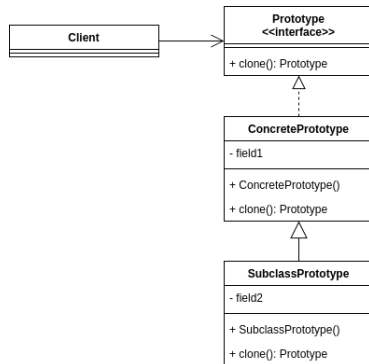 Prototype
<<interface>>
Client
+ clone(): Prototype
ConcretePrototype
- field1
+ ConcretePrototype()
+ clone(): Prototype
SubclassPrototype
- field2
+ SubclassPrototype()
+ clone(): Prototype